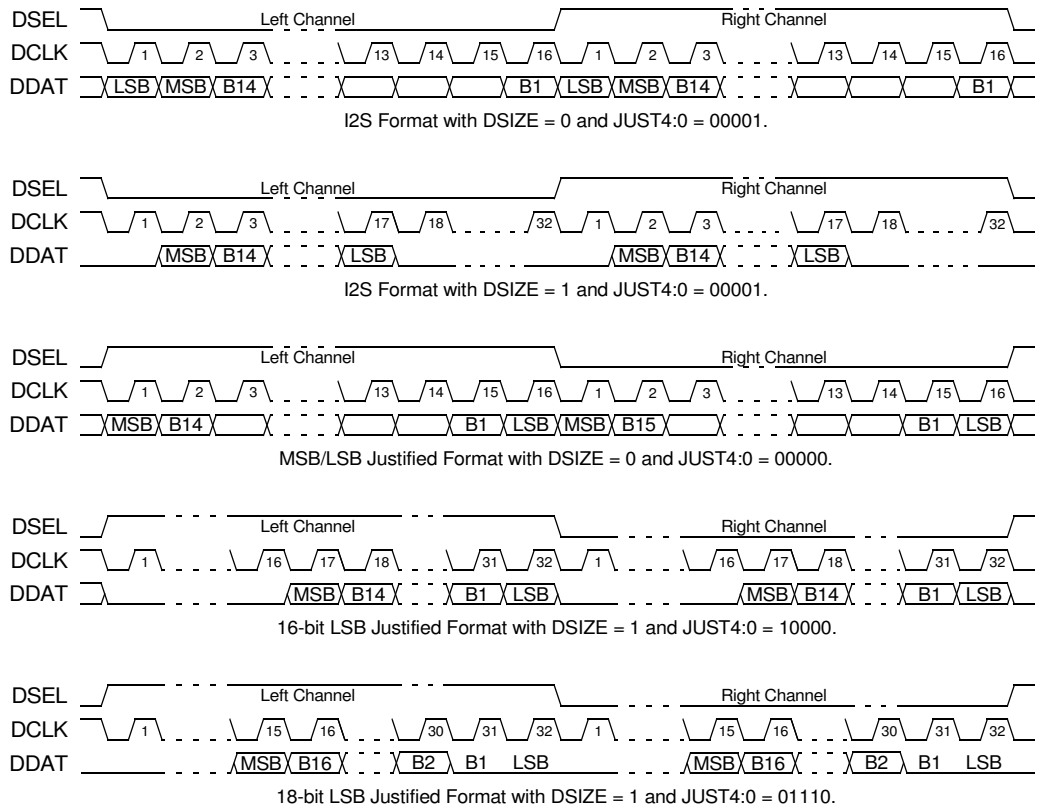 DSEL Left Channel Right Channel
DCLK 1 2 3 13 14 15 16 1 2 3 13 14 15 16
DDAT LSB MSB B14 B1 LSB MSB B14 B1
I2S Format with DSIZE = 0 and JUST4:0 = 00001.
DSEL Left Channel Right Channel
DCLK 1 2 3 17 18 32 1 2 3 17 18 32
DDAT MSB B14 LSB MSB B14 LSB
I2S Format with DSIZE = 1 and JUST4:0 = 00001.
DSEL Left Channel Right Channel
DCLK 1 2 3 13 14 15 16 1 2 3 13 14 15 16
DDAT MSB B14 B1 LSB MSB B15 B1 LSB
MSB/LSB Justified Format with DSIZE = 0 and JUST4:0 = 00000.
DSEL Left Channel Right Channel
DCLK 1 16 17 18 31 32 1 16 17 18 31 32
DDAT MSB B14 B1 LSB MSB B14 B1 LSB
16-bit LSB Justified Format with DSIZE = 1 and JUST4:0 = 10000.
DSEL Left Channel Right Channel
DCLK 1 15 16 30 31 32 1 15 16 30 31 32
DDAT MSB B16 B2 B1 LSB MSB B16 B2 B1 LSB
18-bit LSB Justified Format with DSIZE = 1 and JUST4:0 = 01110.